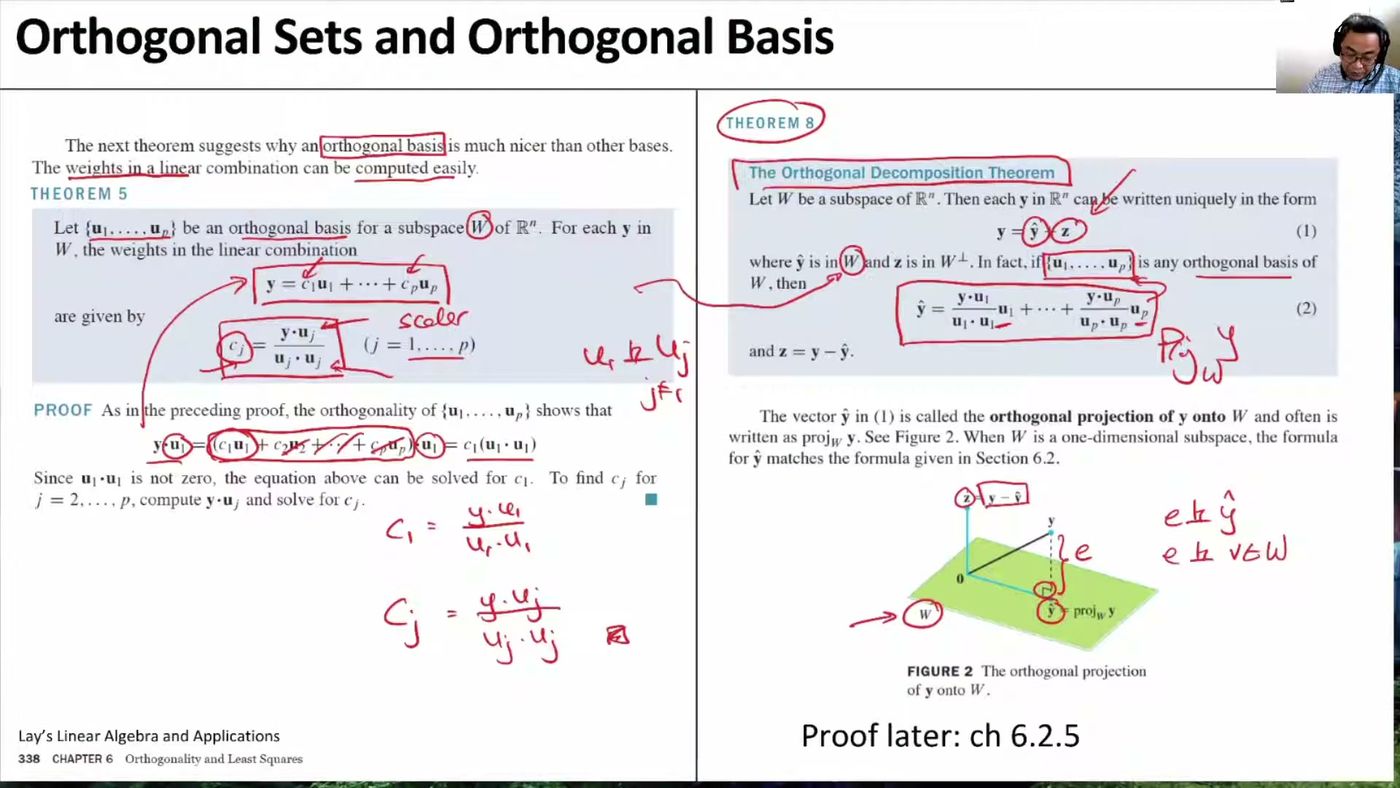 Orthogonal Sets and Orthogonal Basis
The next theorem suggests why an orthogonal basis is much nicer than other bases.
The weights in a linear combination can be computed easily.
THEOREM 5
Let {u₁, . . . , uₚ} be an orthogonal basis for a subspace W of ℝⁿ. For each y in
W, the weights in the linear combination
y = c₁u₁ + ··· + cₚuₚ
are given by
scaler
cⱼ = y·uⱼ / uⱼ·uⱼ (j = 1, . . . , p)
u₁ ⊥ uⱼ
j≠1
PROOF As in the preceding proof, the orthogonality of {u₁, . . . , uₚ} shows that
y·u₁ = (c₁u₁ + c₂u₂ + ··· + cₚuₚ)·u₁ = c₁(u₁·u₁)
Since u₁·u₁ is not zero, the equation above can be solved for c₁. To find cⱼ for
j = 2, . . . , p, compute y·uⱼ and solve for cⱼ.
C₁ = y·u₁ / u₁·u₁
Cⱼ = y·uⱼ / uⱼ·uⱼ
Lay's Linear Algebra and Applications
338 CHAPTER 6 Orthogonality and Least Squares
THEOREM 8
The Orthogonal Decomposition Theorem
Let W be a subspace of ℝⁿ. Then each y in ℝⁿ can be written uniquely in the form
y = ŷ + z (1)
where ŷ is in W and z is in W⊥. In fact, if {u₁, . . . , uₚ} is any orthogonal basis of
W, then
ŷ = y·u₁ / u₁·u₁ u₁ + ··· + y·uₚ / uₚ·uₚ uₚ (2)
and z = y − ŷ.
Proj_W y
The vector ŷ in (1) is called the orthogonal projection of y onto W and often is
written as proj_W y. See Figure 2. When W is a one-dimensional subspace, the formula
for ŷ matches the formula given in Section 6.2.
z = y − ŷ
y
e
0
W
ŷ = proj_W y
e ⊥ ŷ
e ⊥ v∈W
FIGURE 2 The orthogonal projection
of y onto W.
Proof later: ch 6.2.5